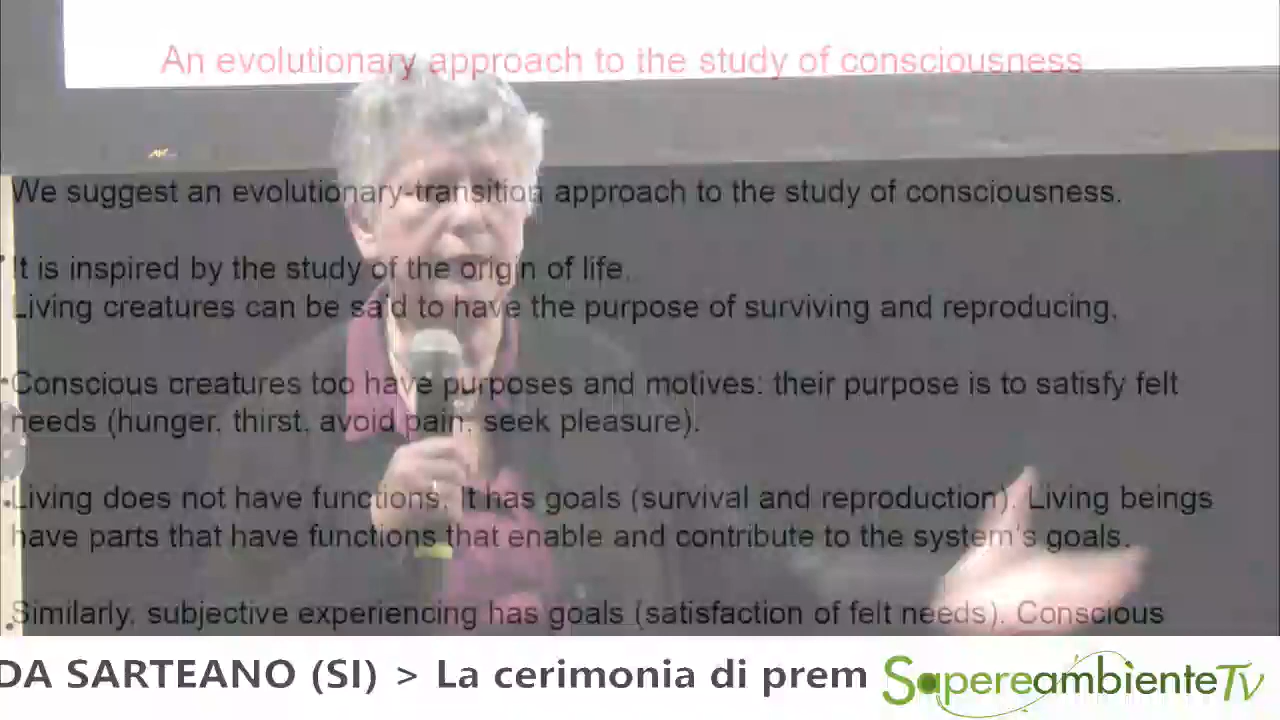 An evolutionary approach to the study of consciousness
We suggest an evolutionary-transition approach to the study of consciousness.
It is inspired by the study of the origin of life.
Living creatures can be said to have the purpose of surviving and reproducing.
Conscious creatures too have purposes and motives: their purpose is to satisfy felt
needs (hunger, thirst, avoid pain, seek pleasure).
Living does not have functions. It has goals (survival and reproduction). Living beings
have parts that have functions that enable and contribute to the system's goals.
Similarly, subjective experiencing has goals (satisfaction of felt needs). Conscious
DA SARTEANO (SI) > La cerimonia di prem
SapereambienteTv